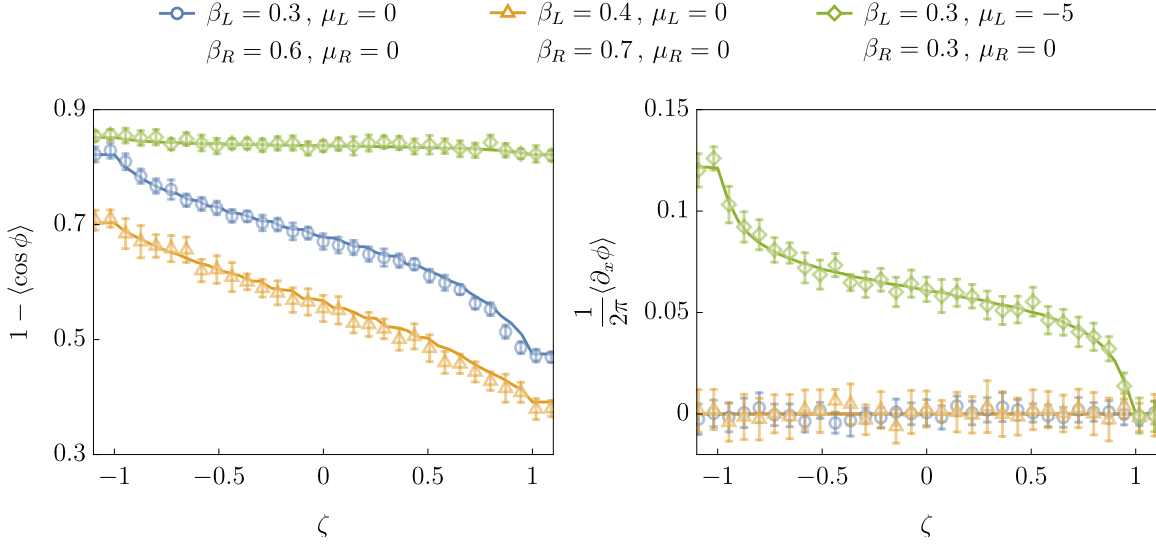 β_L = 0.3 , μ_L = 0
β_R = 0.6 , μ_R = 0
β_L = 0.4 , μ_L = 0
β_R = 0.7 , μ_R = 0
β_L = 0.3 , μ_L = −5
β_R = 0.3 , μ_R = 0
1 − ⟨cos ϕ⟩
0.9
0.7
0.5
0.3
−1
−0.5
0
0.5
1
ζ
1/2π ⟨∂_x ϕ⟩
0.15
0.1
0.05
0
−1
−0.5
0
0.5
1
ζ